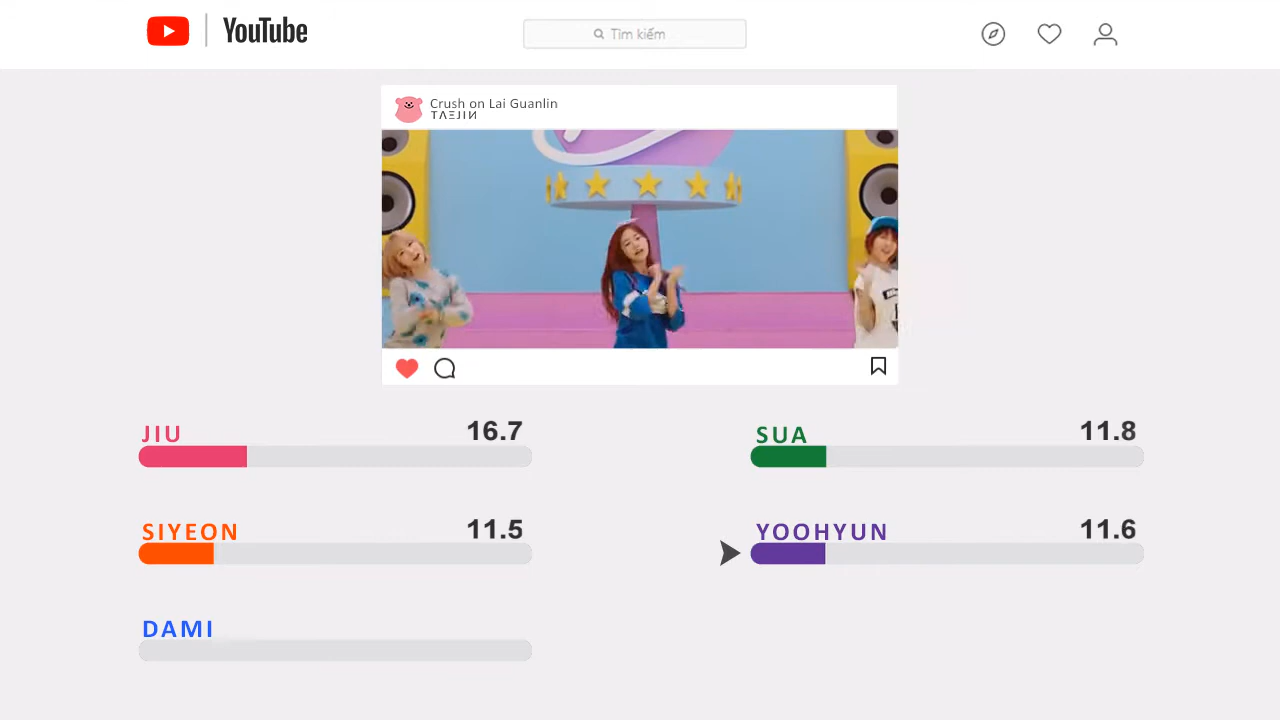 YouTube
Tìm kiếm
Crush on Lai Guanlin
TΛΞJIN
JIU 16.7
SUA 11.8
SIYEON 11.5
YOOHYUN 11.6
DAMI